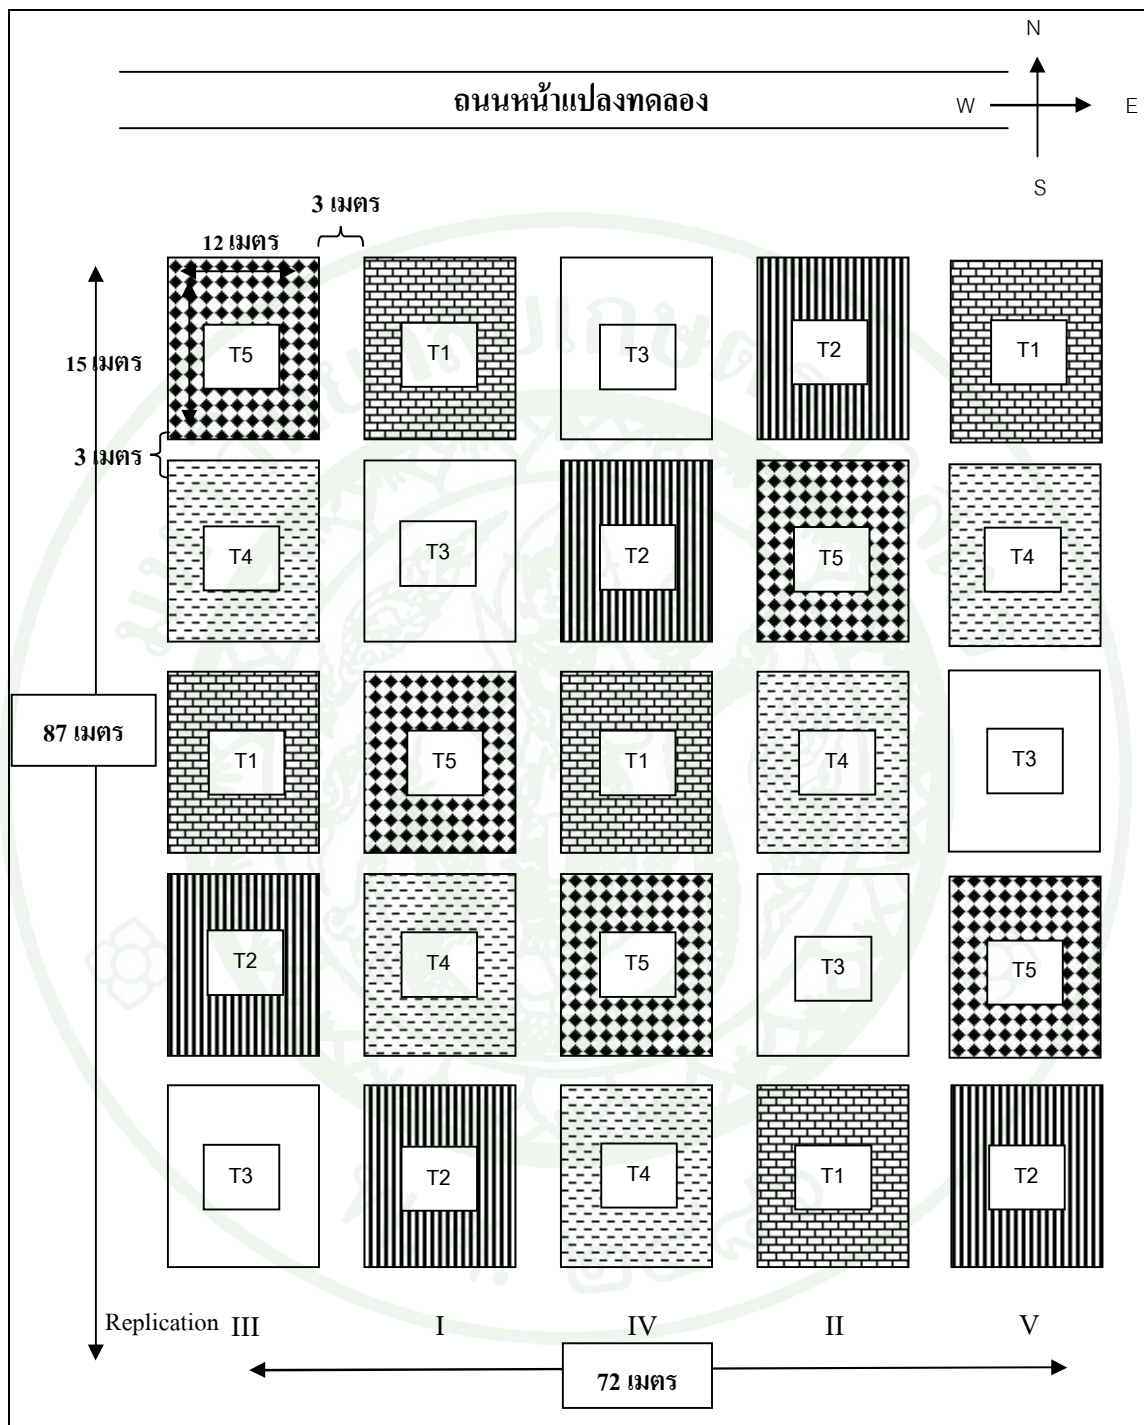 N
ถนนหน้าแปลงทดลอง
W E
S
3 เมตร
12 เมตร
T5 T1 T3 T2 T1
15 เมตร
3 เมตร
T4 T3 T2 T5 T4
87 เมตร
T1 T5 T1 T4 T3
T2 T4 T5 T3 T5
T3 T2 T4 T1 T2
Replication III I IV II V
72 เมตร